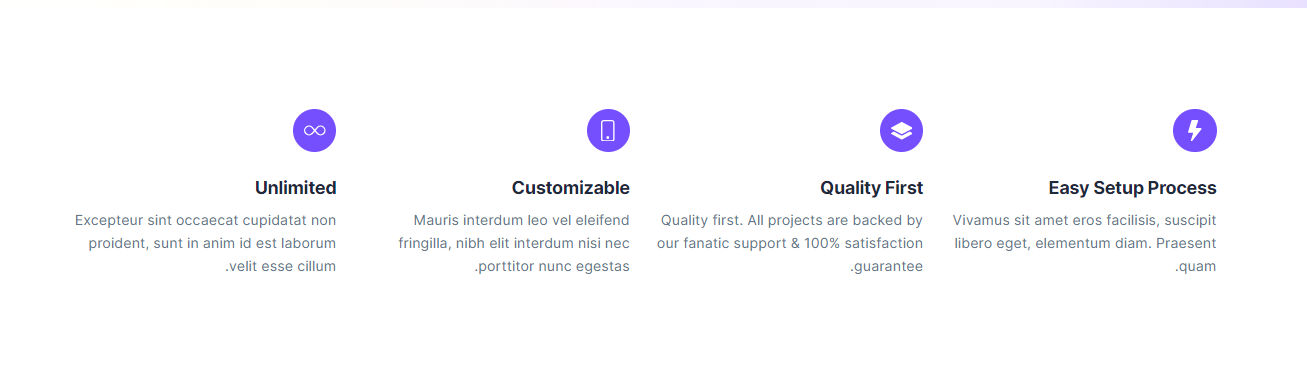 Easy Setup Process
Vivamus sit amet eros facilisis, suscipit
libero eget, elementum diam. Praesent
.quam
Quality First
Quality first. All projects are backed by
our fanatic support & 100% satisfaction
.guarantee
Customizable
Mauris interdum leo vel eleifend
fringilla, nibh elit interdum nisi nec
.porttitor nunc egestas
Unlimited
Excepteur sint occaecat cupidatat non
proident, sunt in anim id est laborum
.velit esse cillum